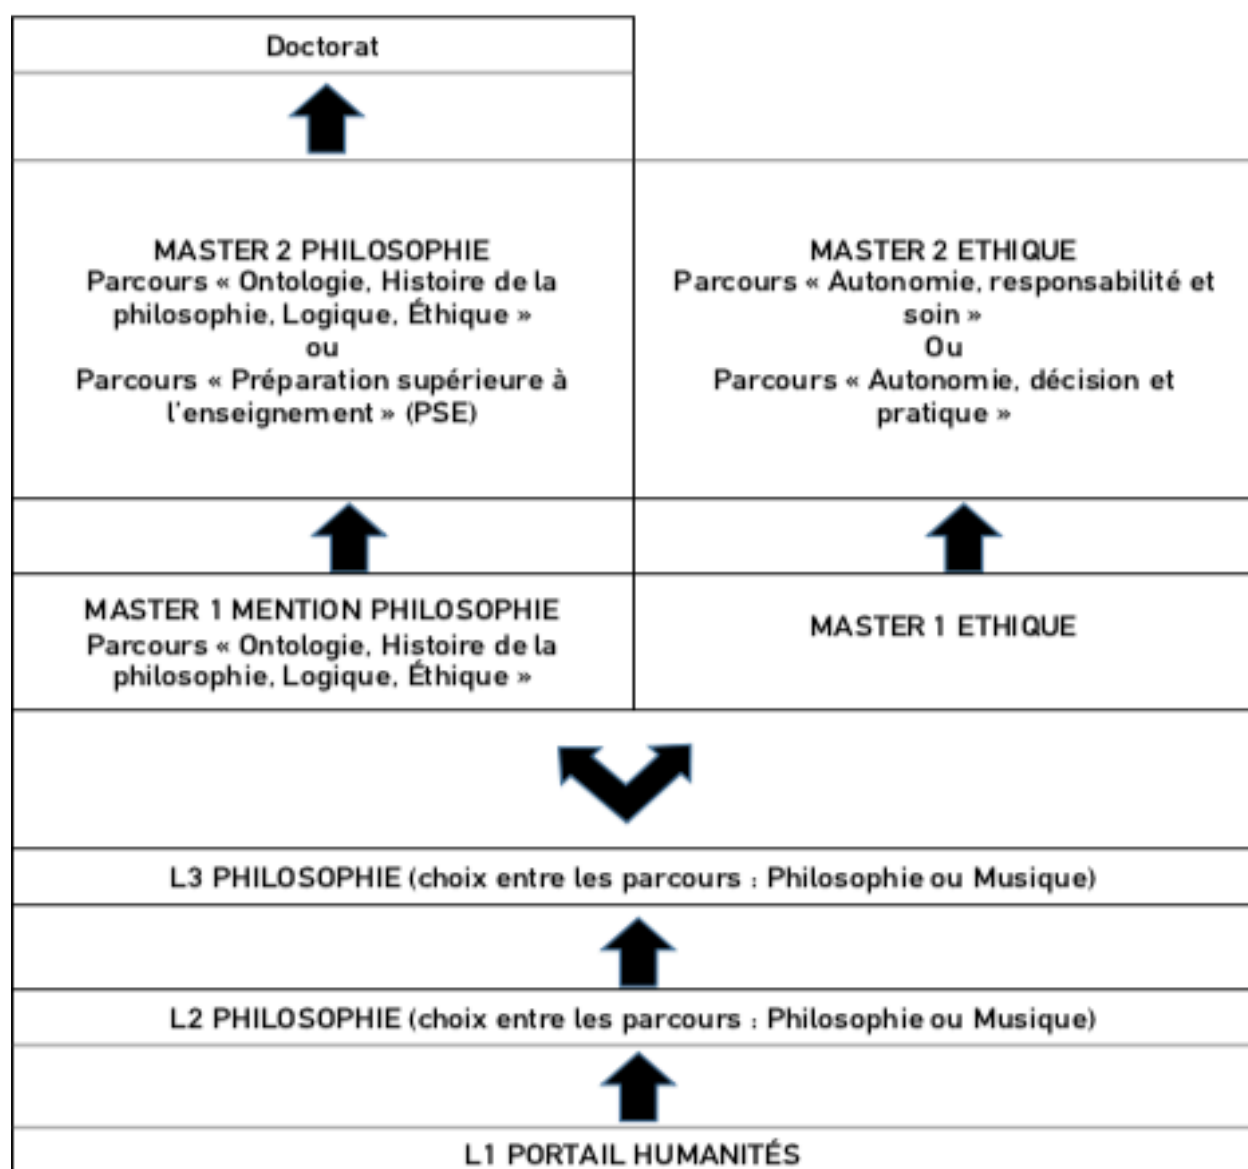 Doctorat
MASTER 2 PHILOSOPHIE
Parcours « Ontologie, Histoire de la
philosophie, Logique, Éthique »
ou
Parcours « Préparation supérieure à
l'enseignement » (PSE)
MASTER 2 ETHIQUE
Parcours « Autonomie, responsabilité et
soin »
Ou
Parcours « Autonomie, décision et
pratique »
MASTER 1 MENTION PHILOSOPHIE
Parcours « Ontologie, Histoire de la
philosophie, Logique, Éthique »
MASTER 1 ETHIQUE
L3 PHILOSOPHIE (choix entre les parcours : Philosophie ou Musique)
L2 PHILOSOPHIE (choix entre les parcours : Philosophie ou Musique)
L1 PORTAIL HUMANITÉS